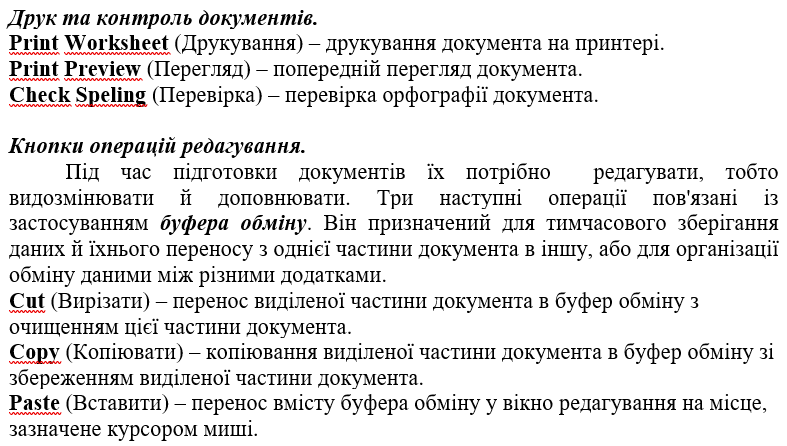 Друк та контроль документів.
Print Worksheet (Друкування) – друкування документа на принтері.
Print Preview (Перегляд) – попередній перегляд документа.
Check Speling (Перевірка) – перевірка орфографії документа.
Кнопки операцій редагування.
Під час підготовки документів їх потрібно редагувати, тобто
видозмінювати й доповнювати. Три наступні операції пов'язані із
застосуванням буфера обміну. Він призначений для тимчасового зберігання
даних й їхнього переносу з однієї частини документа в іншу, або для організації
обміну даними між різними додатками.
Cut (Вирізати) – перенос виділеної частини документа в буфер обміну з
очищенням цієї частини документа.
Copy (Копіювати) – копіювання виділеної частини документа в буфер обміну зі
збереженням виділеної частини документа.
Paste (Вставити) – перенос вмісту буфера обміну у вікно редагування на місце,
зазначене курсором миші.